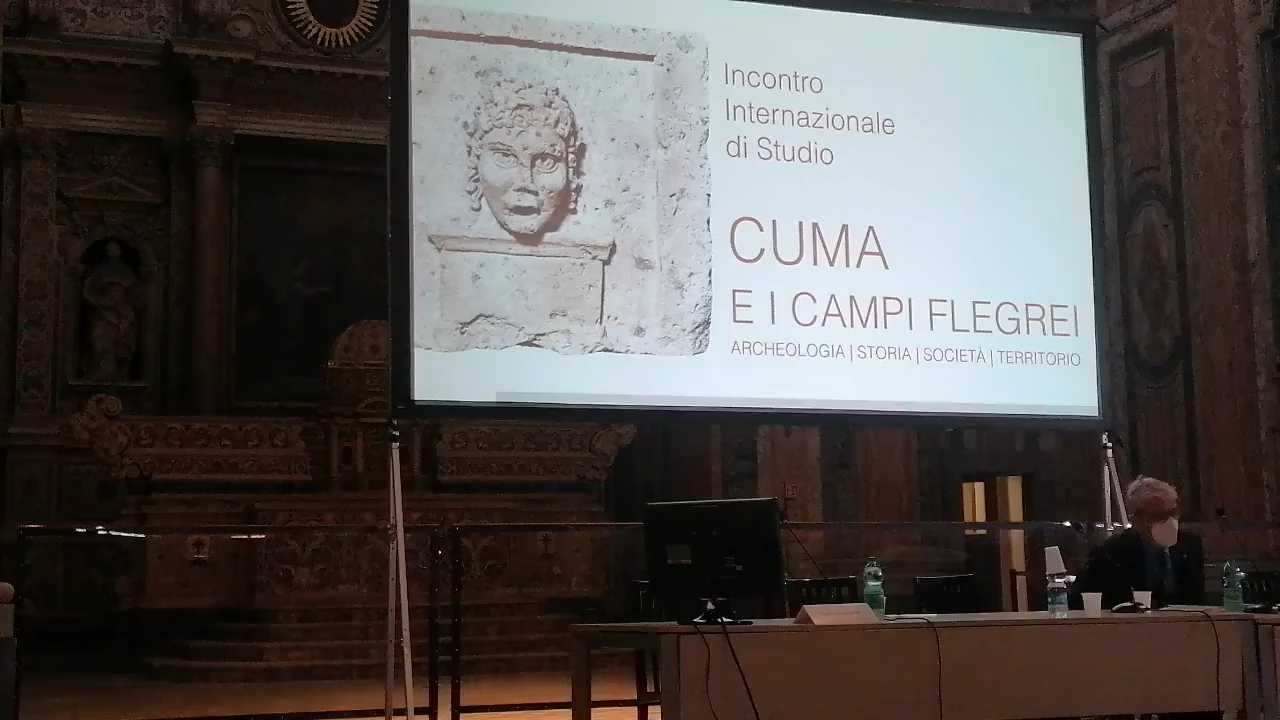 Incontro
Internazionale
di Studio
CUMA
E I CAMPI FLEGREI
ARCHEOLOGIA | STORIA | SOCIETÀ | TERRITORIO